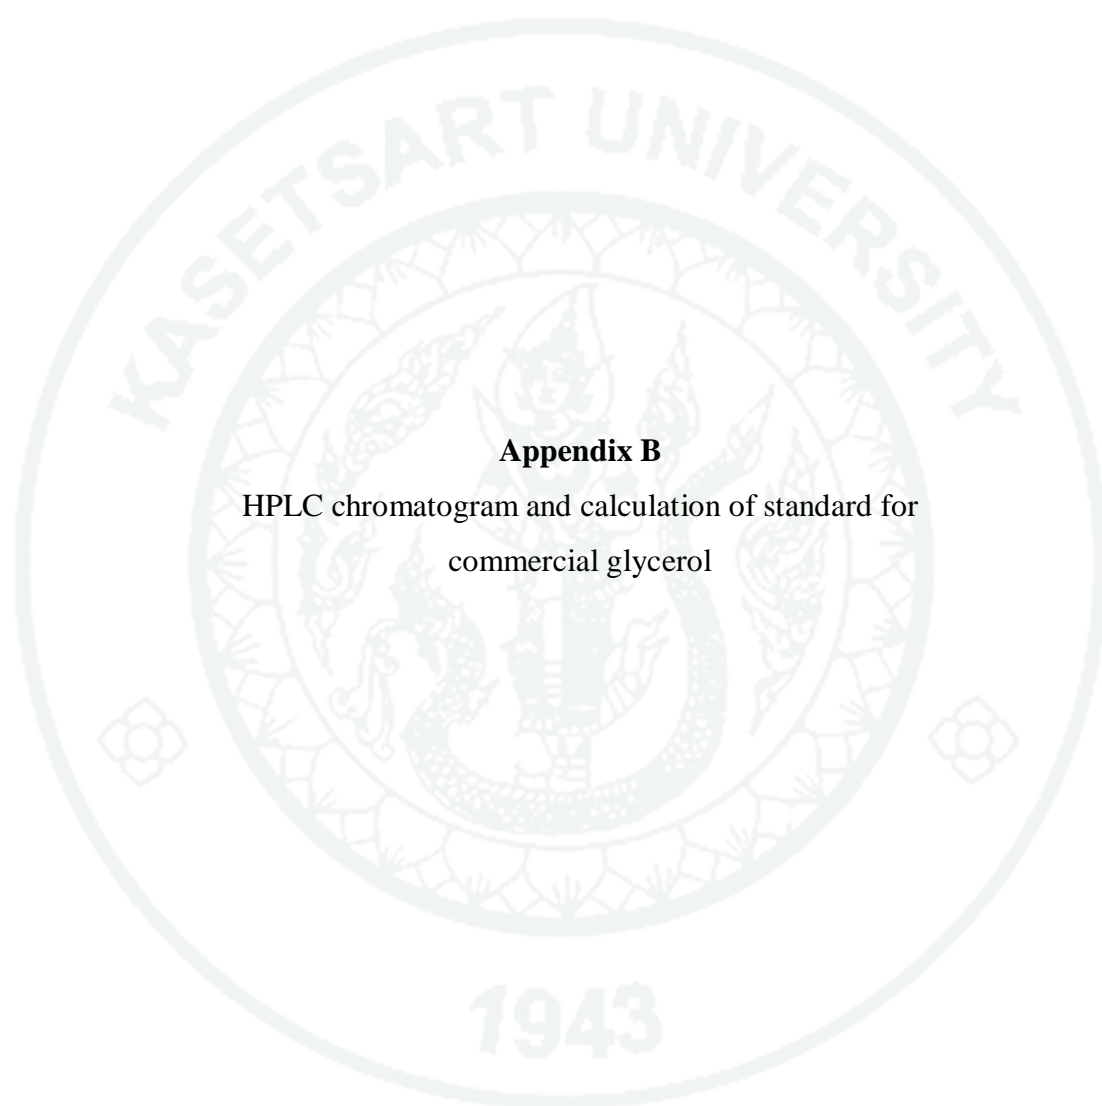 KASETSART UNIVERSITY
Appendix B
HPLC chromatogram and calculation of standard for
commercial glycerol
1943